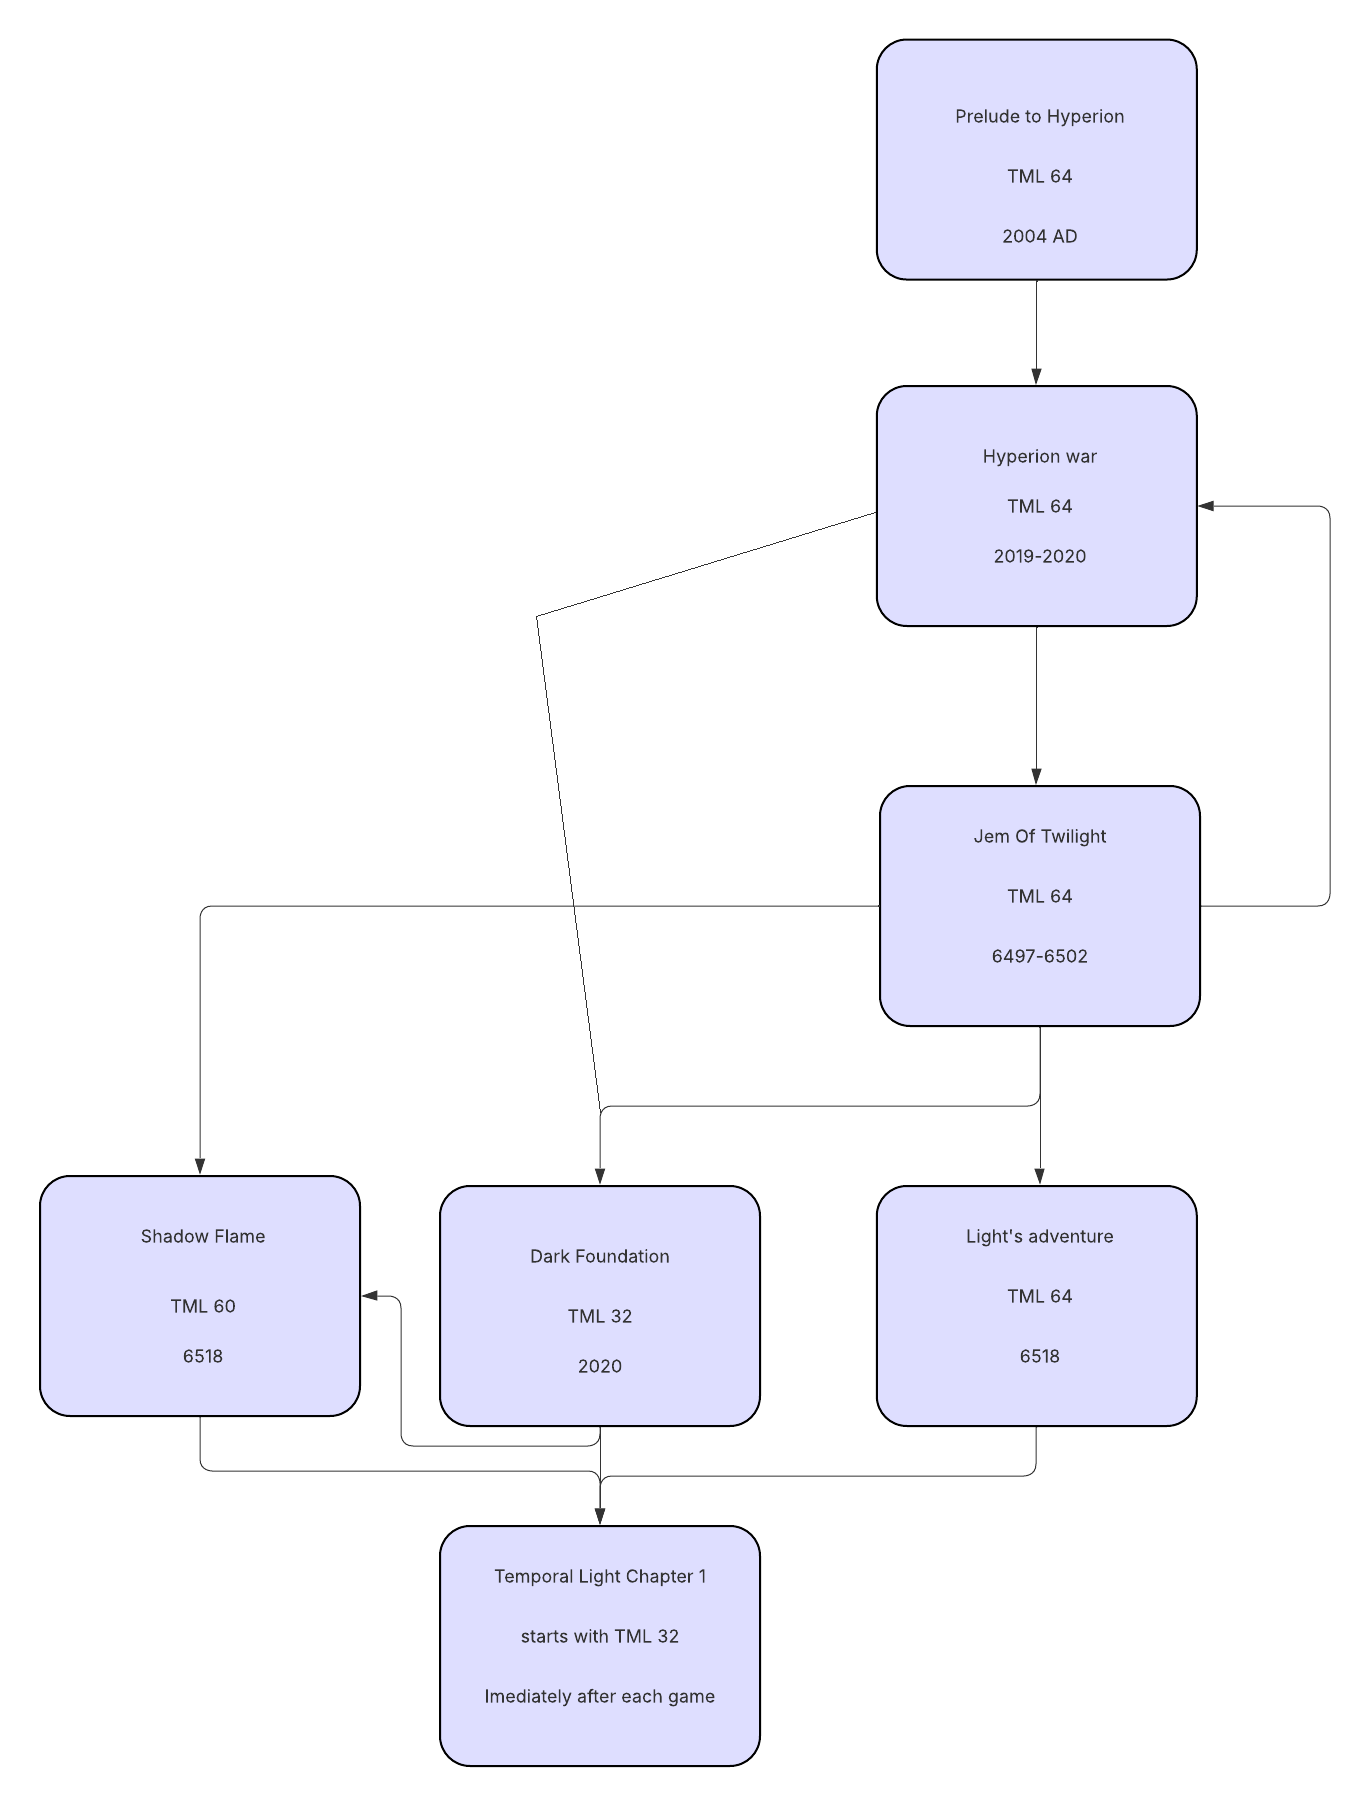 Prelude to Hyperion
TML 64
2004 AD
Hyperion war
TML 64
2019-2020
Jem Of Twilight
TML 64
6497-6502
Shadow Flame
TML 60
6518
Dark Foundation
TML 32
2020
Light's adventure
TML 64
6518
Temporal Light Chapter 1
starts with TML 32
Imediately after each game